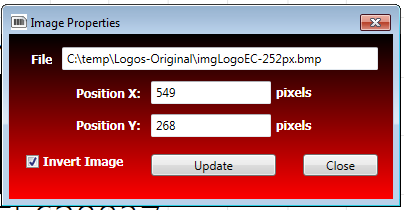 Image Properties
File C:\temp\Logos-Original\imgLogoEC-252px.bmp
Position X: 549 pixels
Position Y: 268 pixels
Invert Image Update Close